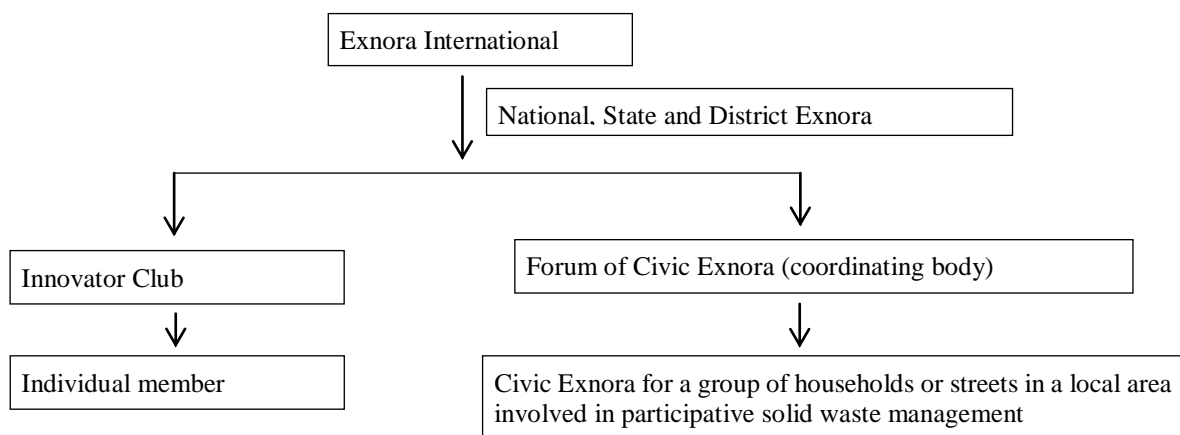 Exnora International
National, State and District Exnora
Innovator Club
Forum of Civic Exnora (coordinating body)
Individual member
Civic Exnora for a group of households or streets in a local area
involved in participative solid waste management